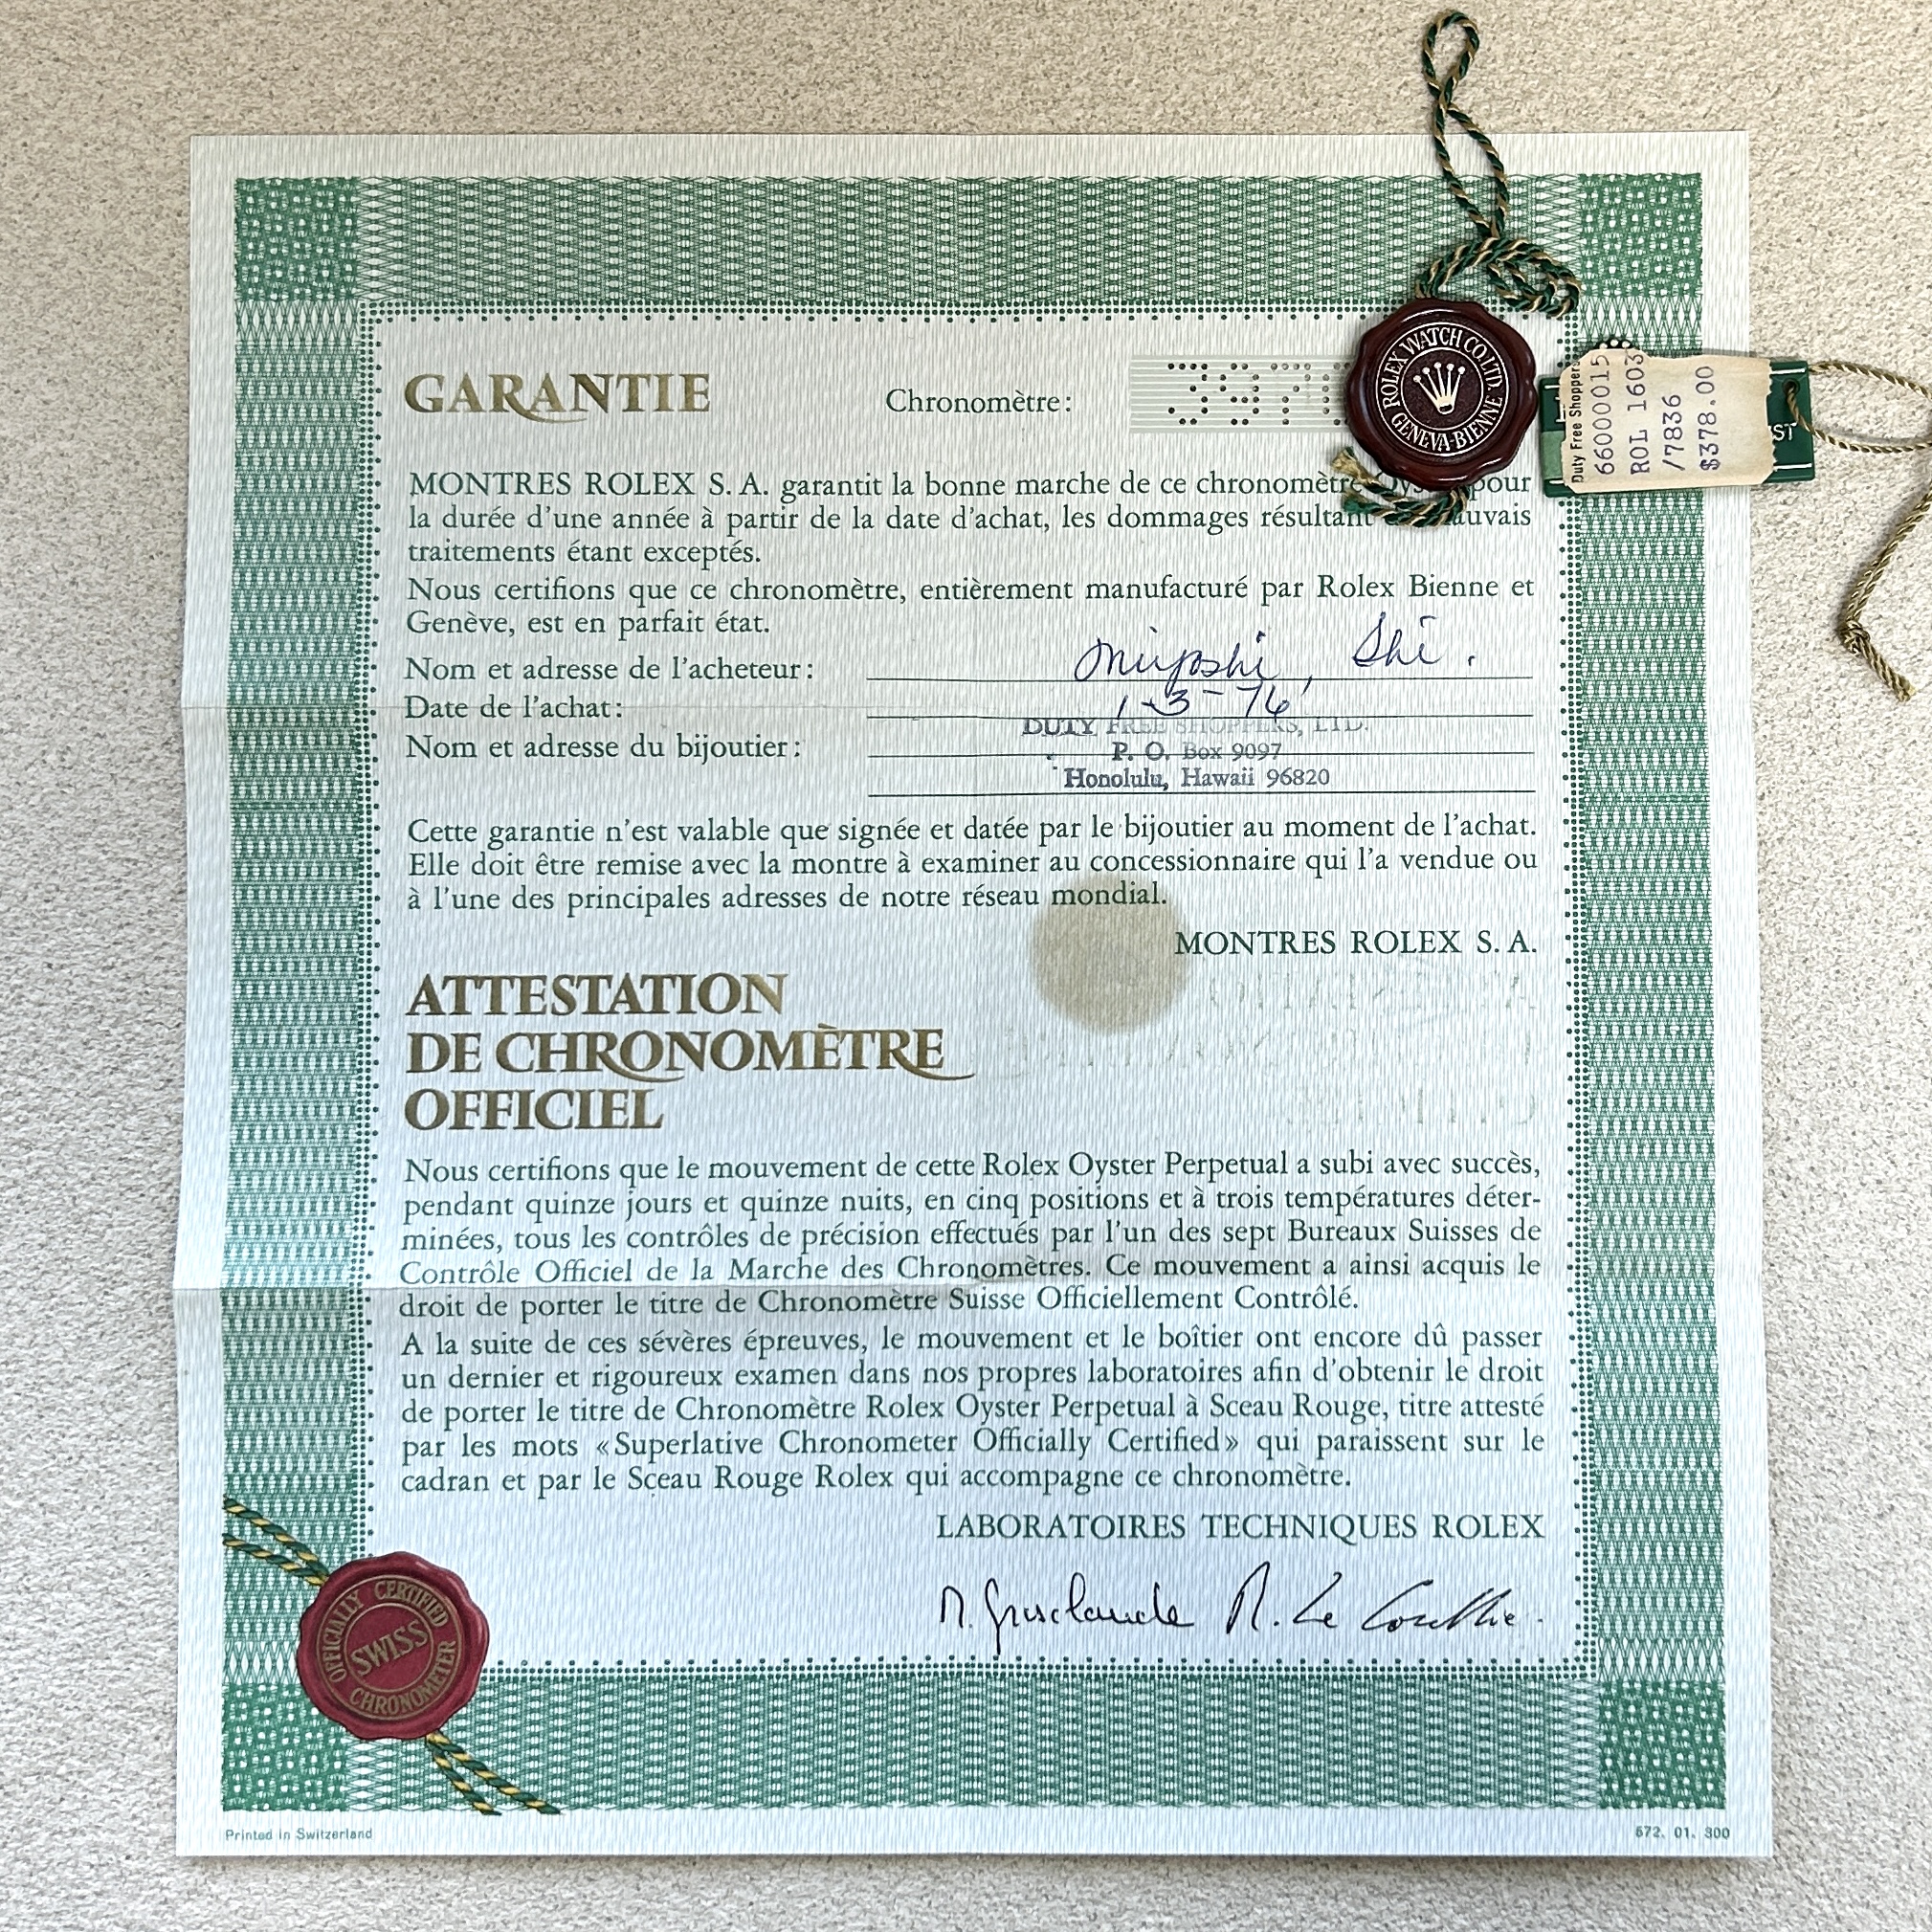 GARANTIE
Chronomètre: 397
ROLEX WATCH CO. LTD. GENEVA-BIENNE
Duty Free Shoppers
66000015
ROL 1603
/7836
$378.00
ST
MONTRES ROLEX S. A. garantit la bonne marche de ce chronomètre pour
la durée d'une année à partir de la date d'achat, les dommages résultant
traitements étant exceptés.
Nous certifions que ce chronomètre, entièrement manufacturé par Rolex Bienne et
Genève, est en parfait état.
Nom et adresse de l'acheteur: Miyoshi, Shi.
Date de l'achat: 1-3-76'
DUTY FREE SHOPPERS, LTD.
Nom et adresse du bijoutier: P. O. Box 9097
Honolulu, Hawaii 96820
Cette garantie n'est valable que signée et datée par le bijoutier au moment de l'achat.
Elle doit être remise avec la montre à examiner au concessionnaire qui l'a vendue ou
à l'une des principales adresses de notre réseau mondial.
MONTRES ROLEX S. A.
ATTESTATION
DE CHRONOMÈTRE
OFFICIEL
Nous certifions que le mouvement de cette Rolex Oyster Perpetual a subi avec succès,
pendant quinze jours et quinze nuits, en cinq positions et à trois températures déter-
minées, tous les contrôles de précision effectués par l'un des sept Bureaux Suisses de
Contrôle Officiel de la Marche des Chronomètres. Ce mouvement a ainsi acquis le
droit de porter le titre de Chronomètre Suisse Officiellement Contrôlé.
A la suite de ces sévères épreuves, le mouvement et le boîtier ont encore dû passer
un dernier et rigoureux examen dans nos propres laboratoires afin d'obtenir le droit
de porter le titre de Chronomètre Rolex Oyster Perpetual à Sceau Rouge, titre attesté
par les mots «Superlative Chronometer Officially Certified» qui paraissent sur le
cadran et par le Sceau Rouge Rolex qui accompagne ce chronomètre.
LABORATOIRES TECHNIQUES ROLEX
OFFICIALLY CERTIFIED
SWISS
CHRONOMETER
Printed in Switzerland
572. 01. 300